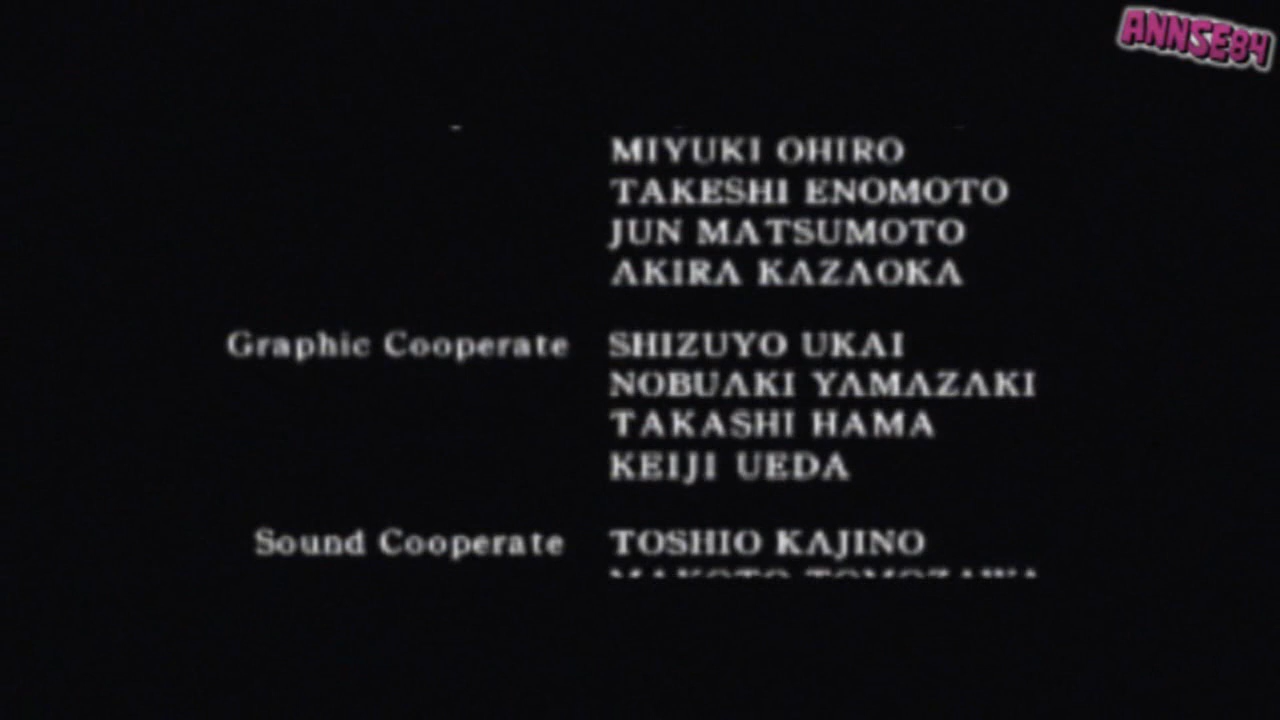 ANNSE84
MIYUKI OHIRO
TAKESHI ENOMOTO
JUN MATSUMOTO
AKIRA KAZAOKA
Graphic Cooperate SHIZUYO UKAI
NOBUAKI YAMAZAKI
TAKASHI HAMA
KEIJI UEDA
Sound Cooperate TOSHIO KAJINO